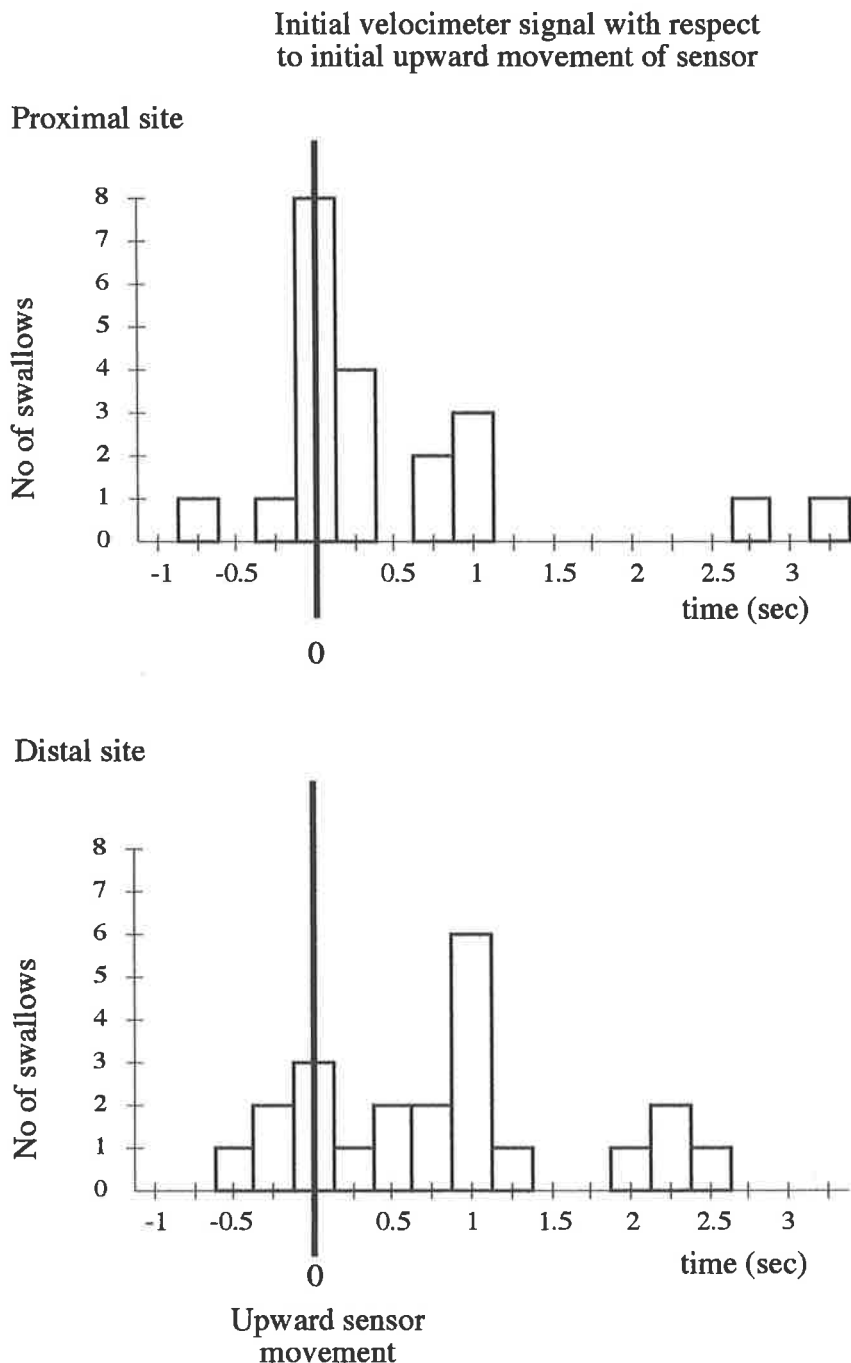 Initial velocimeter signal with respect
to initial upward movement of sensor
Proximal site
No of swallows
8
7
6
5
4
3
2
1
0
-1 -0.5 0.5 1 1.5 2 2.5 3
time (sec)
0
Distal site
No of swallows
8
7
6
5
4
3
2
1
0
-1 -0.5 0.5 1 1.5 2 2.5 3
time (sec)
0
Upward sensor
movement